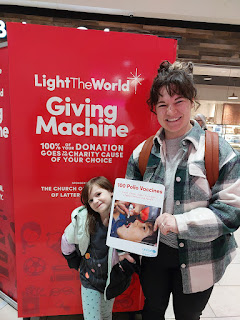 LightTheWorld
Giving
Machine
100% OF YOUR DONATION
GOES TO THE CHARITY CAUSE
OF YOUR CHOICE
THE CHURCH O
OF LATTER
100 Polio Vaccines